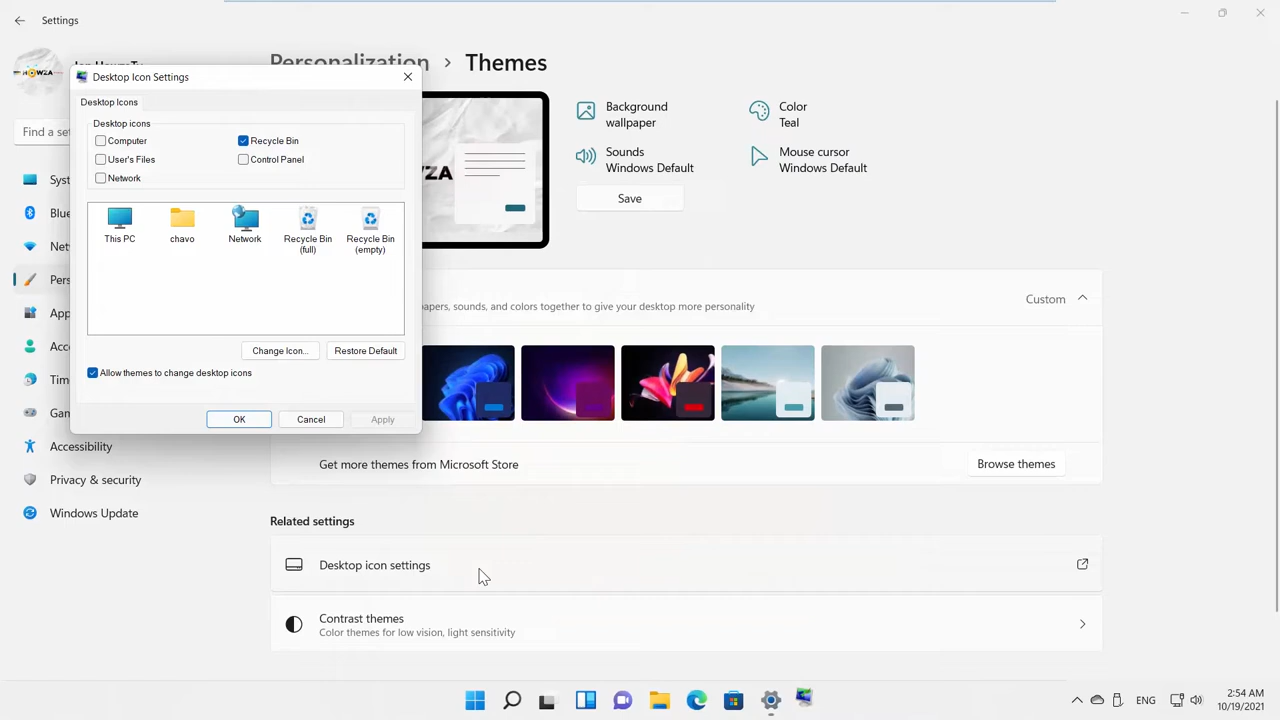 Settings
Personalization > Themes
Desktop Icon Settings
Desktop Icons
Desktop icons
Computer
Recycle Bin
User's Files
Control Panel
Network
This PC
chavo
Network
Recycle Bin (full)
Recycle Bin (empty)
Change Icon...
Restore Default
Allow themes to change desktop icons
OK
Cancel
Apply
Find a set
Syst
Blue
Net
Pers
App
Acc
Time
Gam
Accessibility
Privacy & security
Windows Update
Background
wallpaper
Color
Teal
Sounds
Windows Default
Mouse cursor
Windows Default
Save
apers, sounds, and colors together to give your desktop more personality
Custom
Get more themes from Microsoft Store
Browse themes
Related settings
Desktop icon settings
Contrast themes
Color themes for low vision, light sensitivity
ENG
2:54 AM
10/19/2021